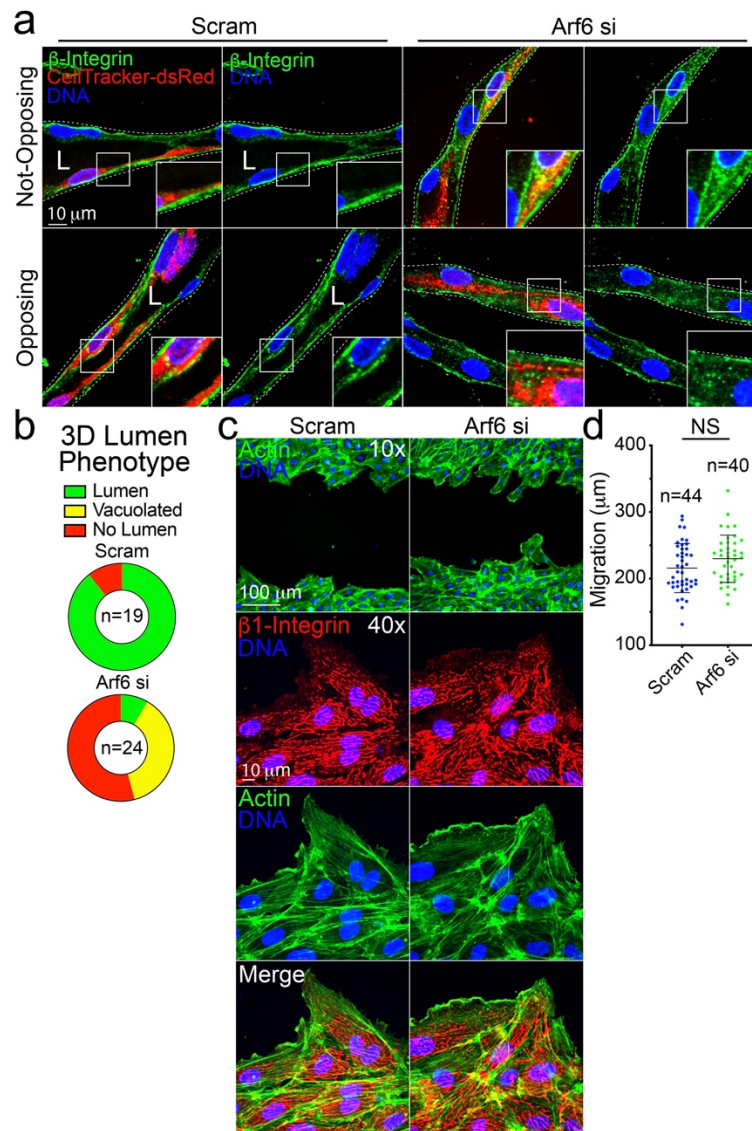 a
Scram
Arf6 si
Not-Opposing
β-Integrin
CellTracker-dsRed
DNA
L
10 μm
β-Integrin
DNA
L
Opposing
L
L
b
3D Lumen
Phenotype
Lumen
Vacuolated
No Lumen
Scram
n=19
Arf6 si
n=24
c
Scram
Arf6 si
Actin
DNA
10x
100 μm
β1-Integrin
DNA
40x
10 μm
Actin
DNA
Merge
d
NS
n=44
n=40
Migration (μm)
400
300
200
100
Scram
Arf6 si